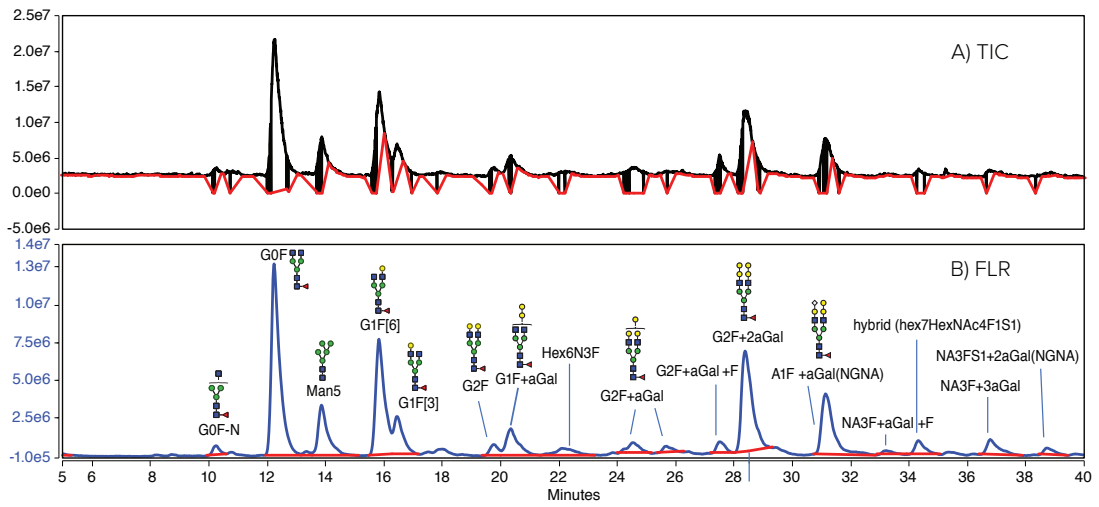 2.5e7
2.0e7
1.5e7
1.0e7
5.0e6
0.0e0
-5.0e6
A) TIC
1.4e7
1.3e7
1.0e7
7.5e6
5.0e6
2.5e6
-1.0e5
B) FLR
G0F
G1F[6]
G2F+2aGal
hybrid (hex7HexNAc4F1S1)
Hex6N3F
NA3FS1+2aGal(NGNA)
G2F
G1F+aGal
G2F+aGal +F
A1F +aGal(NGNA)
Man5
G1F[3]
G2F+aGal
NA3F+3aGal
G0F-N
NA3F+aGal +F
5 6 8 10 12 14 16 18 20 22 24 26 28 30 32 34 36 38 40
Minutes